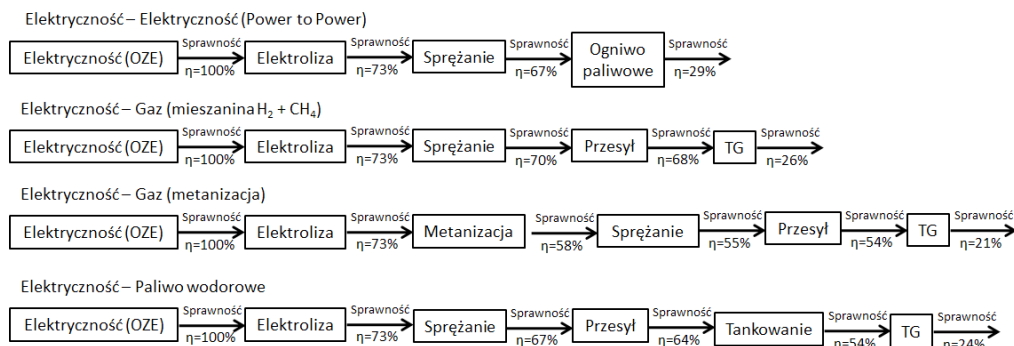 Elektryczność – Elektryczność (Power to Power)
Elektryczność (OZE) Sprawność η=100% Elektroliza Sprawność η=73% Sprężanie Sprawność η=67% Ogniwo paliwowe Sprawność η=29%
Elektryczność – Gaz (mieszanina H₂ + CH₄)
Elektryczność (OZE) Sprawność η=100% Elektroliza Sprawność η=73% Sprężanie Sprawność η=70% Przesył Sprawność η=68% TG Sprawność η=26%
Elektryczność – Gaz (metanizacja)
Elektryczność (OZE) Sprawność η=100% Elektroliza Sprawność η=73% Metanizacja Sprawność η=58% Sprężanie Sprawność η=55% Przesył Sprawność η=54% TG Sprawność η=21%
Elektryczność – Paliwo wodorowe
Elektryczność (OZE) Sprawność η=100% Elektroliza Sprawność η=73% Sprężanie Sprawność η=67% Przesył Sprawność η=64% Tankowanie Sprawność η=54% TG Sprawność η=24%